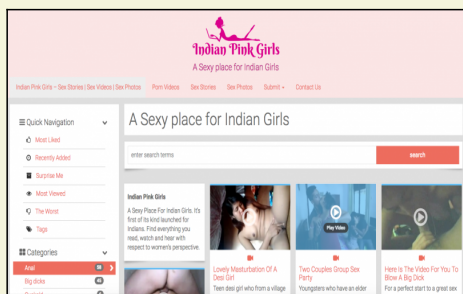 Indian Pink Girls
A Sexy place for Indian Girls
Indian Pink Girls – Sex Stories | Sex Videos | Sex Photos
Porn Videos
Sex Stories
Sex Photos
Submit
Contact Us
Quick Navigation
Most Liked
Recently Added
Surprise Me
Most Viewed
The Worst
Tags
Categories
Anal
Big dicks
A Sexy place for Indian Girls
enter search terms
search
Indian Pink Girls
A Sexy Place For Indian Girls. It's
first of its kind launched for
Indians. Find everything you
read, watch and hear with
respect to women's perspective.
Lovely Masturbation Of A
Desi Girl
Teen desi girl who from a village
Play Video
Two Couples Group Sex
Party
Youngsters who have an elder
Here Is The Video For You To
Blow A Big Dick
For a perfect start to a great sex